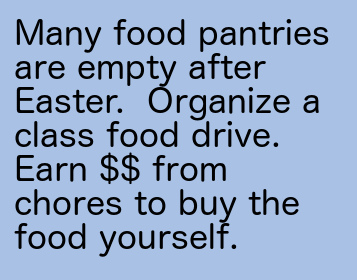 Many food pantries
are empty after
Easter.  Organize a
class food drive.
Earn $$ from
chores to buy the
food yourself.